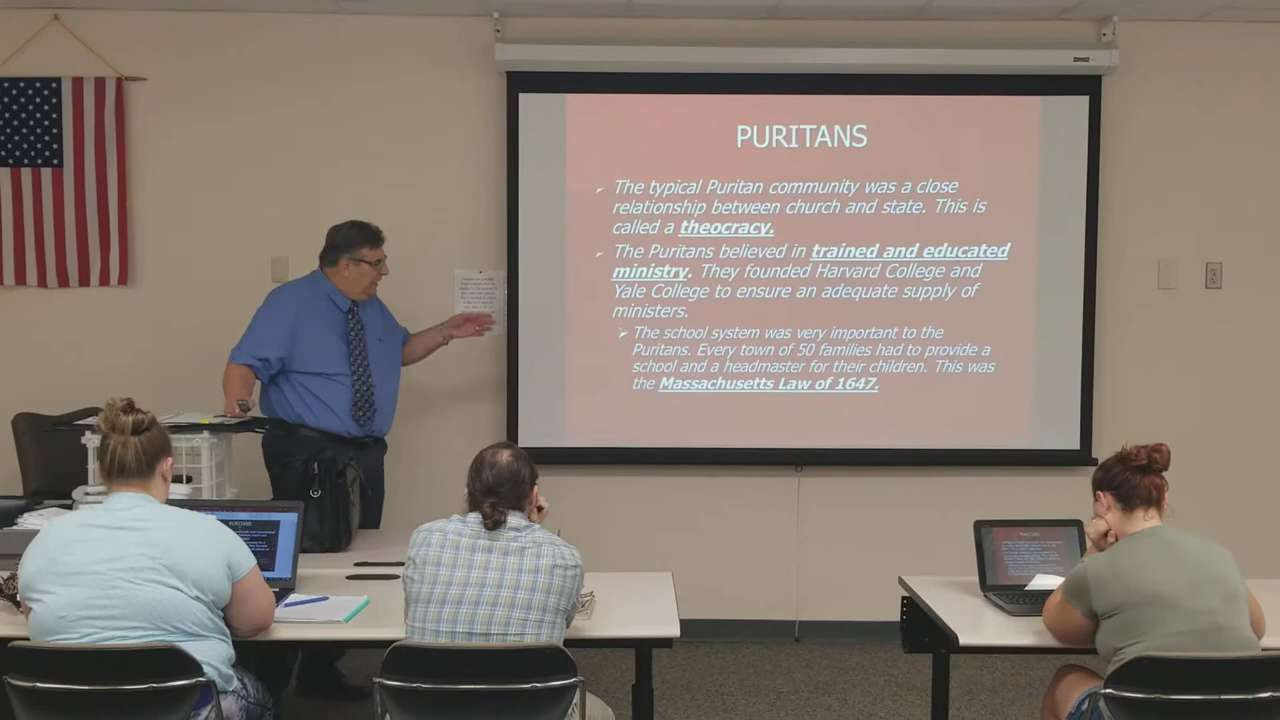 PURITANS
The typical Puritan community was a close
relationship between church and state. This is
called a theocracy.
The Puritans believed in trained and educated
ministry. They founded Harvard College and
Yale College to ensure an adequate supply of
ministers.
The school system was very important to the
Puritans. Every town of 50 families had to provide a
school and a headmaster for their children. This was
the Massachusetts Law of 1647.
PURITANS
PURITANS